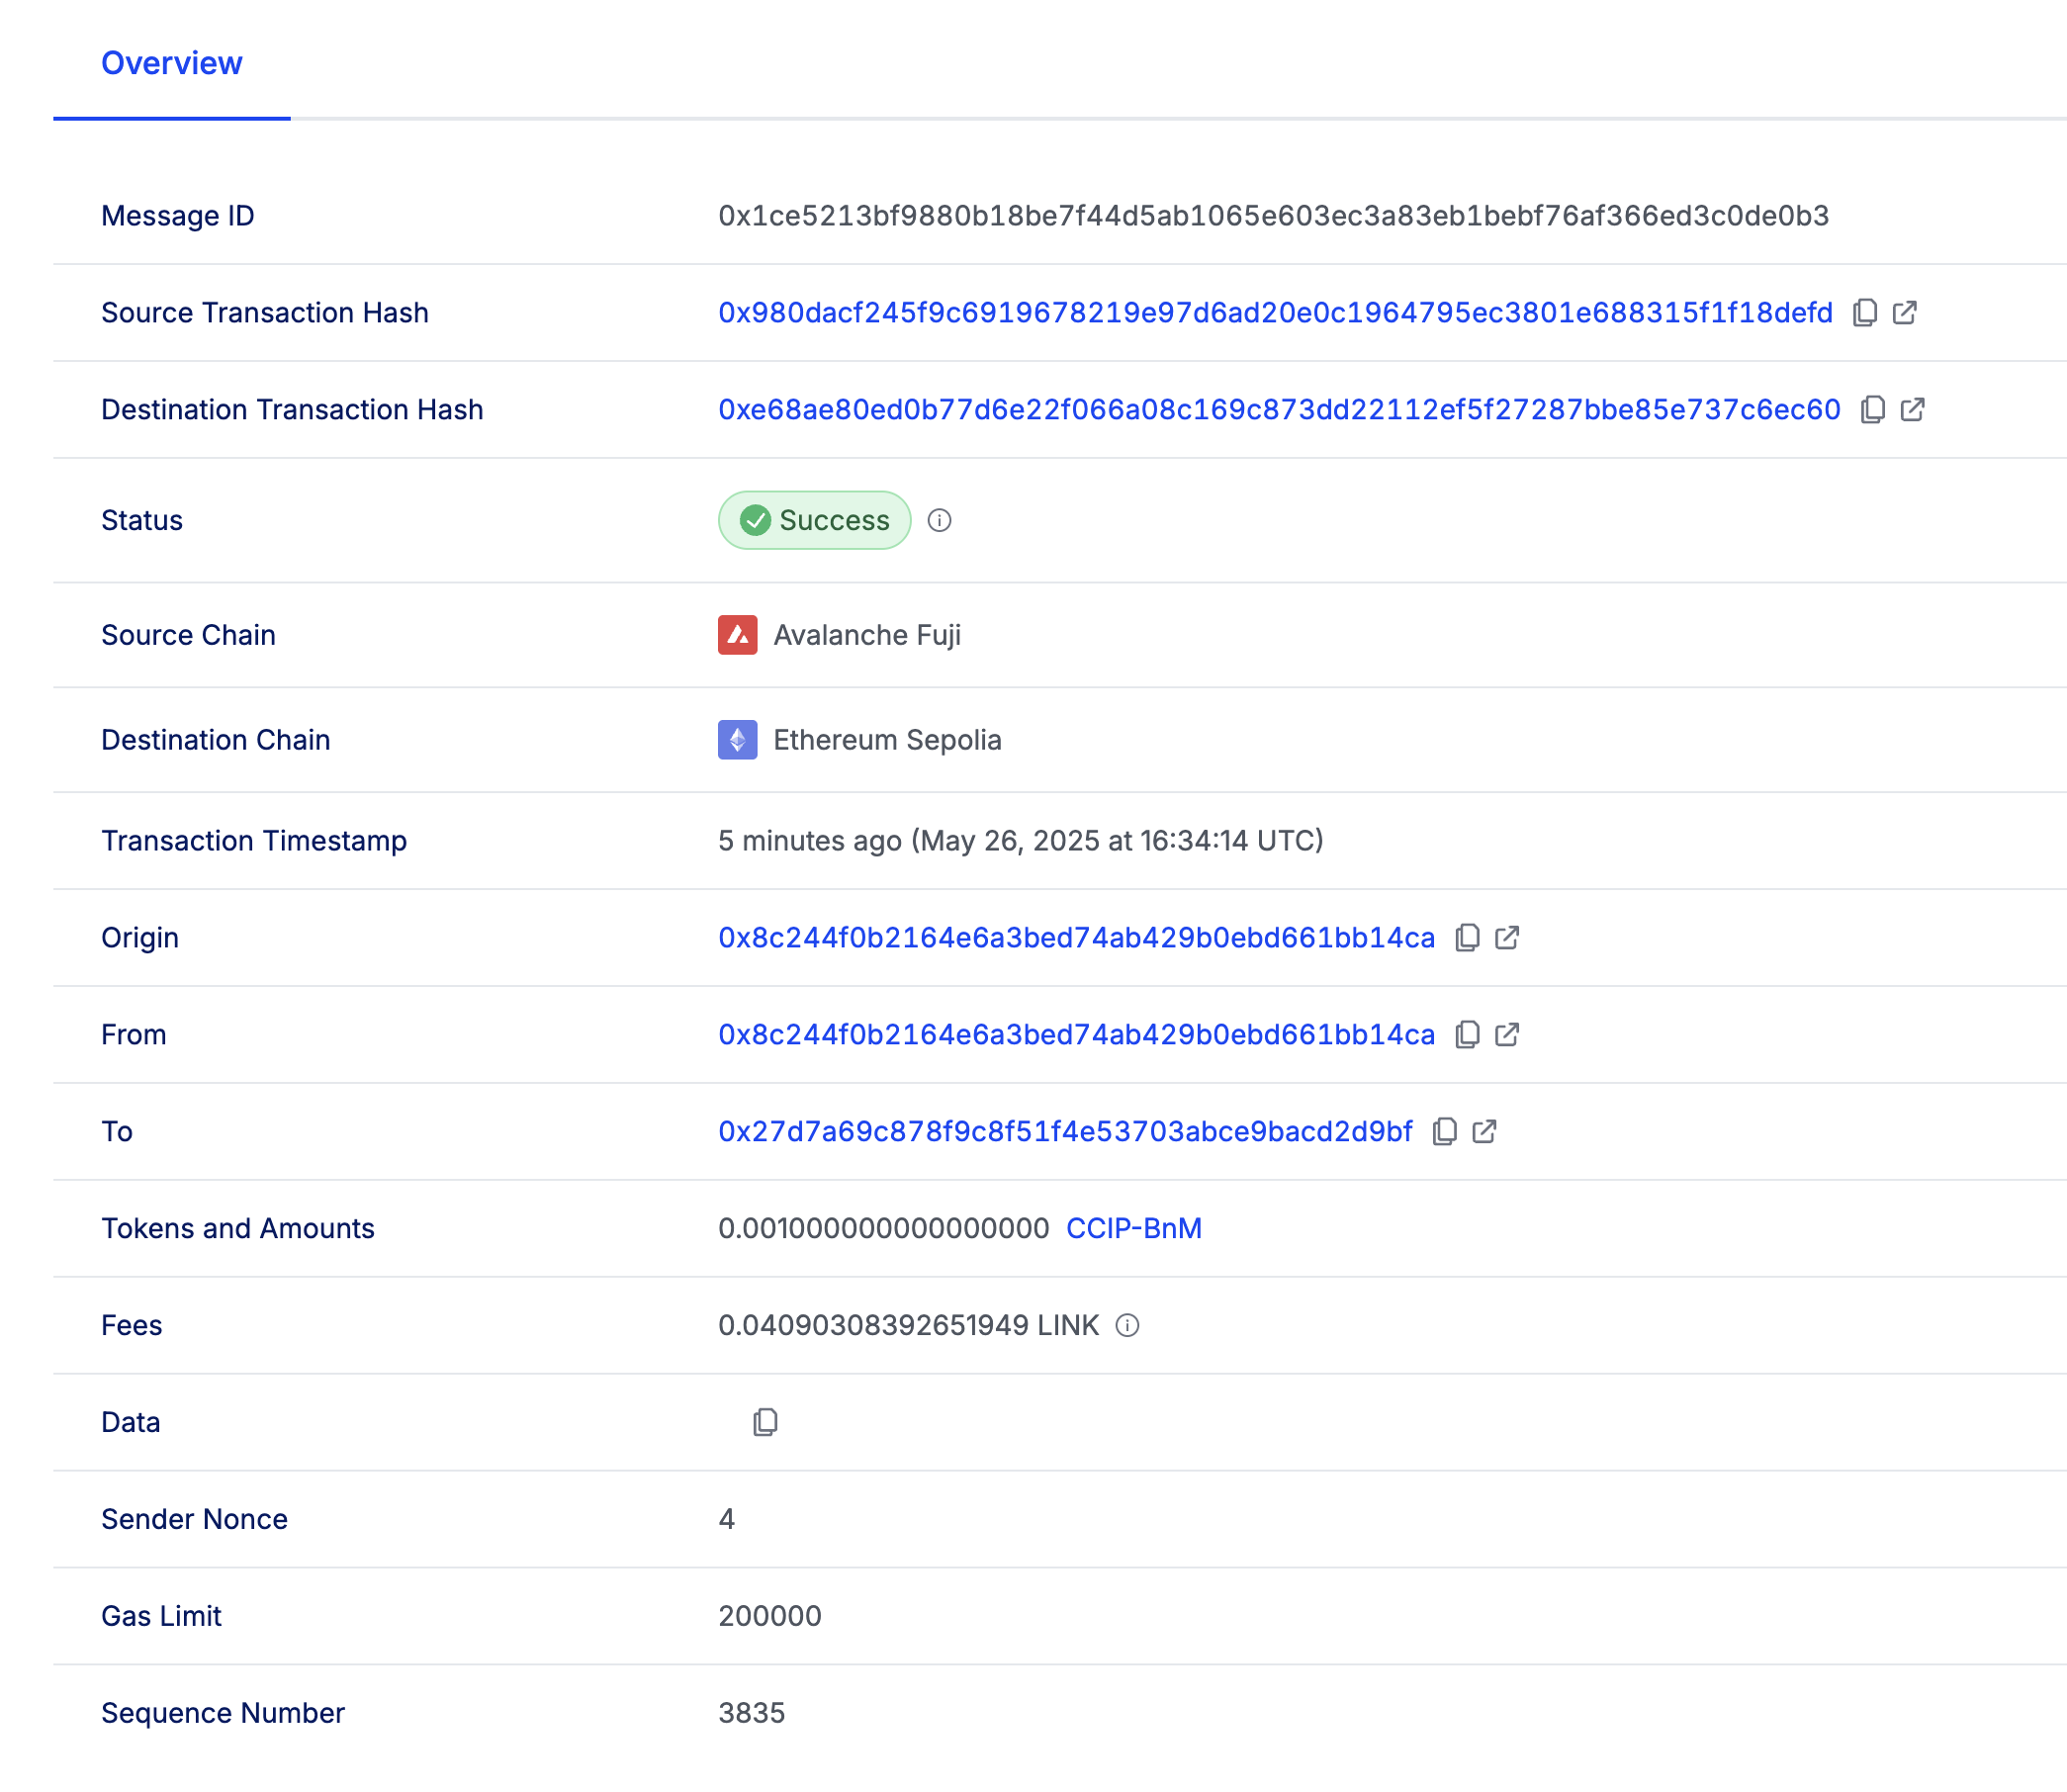 Overview
Message ID 0x1ce5213bf9880b18be7f44d5ab1065e603ec3a83eb1bebf76af366ed3c0de0b3
Source Transaction Hash 0x980dacf245f9c6919678219e97d6ad20e0c1964795ec3801e688315f1f18defd
Destination Transaction Hash 0xe68ae80ed0b77d6e22f066a08c169c873dd22112ef5f27287bbe85e737c6ec60
Status Success
Source Chain Avalanche Fuji
Destination Chain Ethereum Sepolia
Transaction Timestamp 5 minutes ago (May 26, 2025 at 16:34:14 UTC)
Origin 0x8c244f0b2164e6a3bed74ab429b0ebd661bb14ca
From 0x8c244f0b2164e6a3bed74ab429b0ebd661bb14ca
To 0x27d7a69c878f9c8f51f4e53703abce9bacd2d9bf
Tokens and Amounts 0.001000000000000000 CCIP-BnM
Fees 0.04090308392651949 LINK
Data
Sender Nonce 4
Gas Limit 200000
Sequence Number 3835